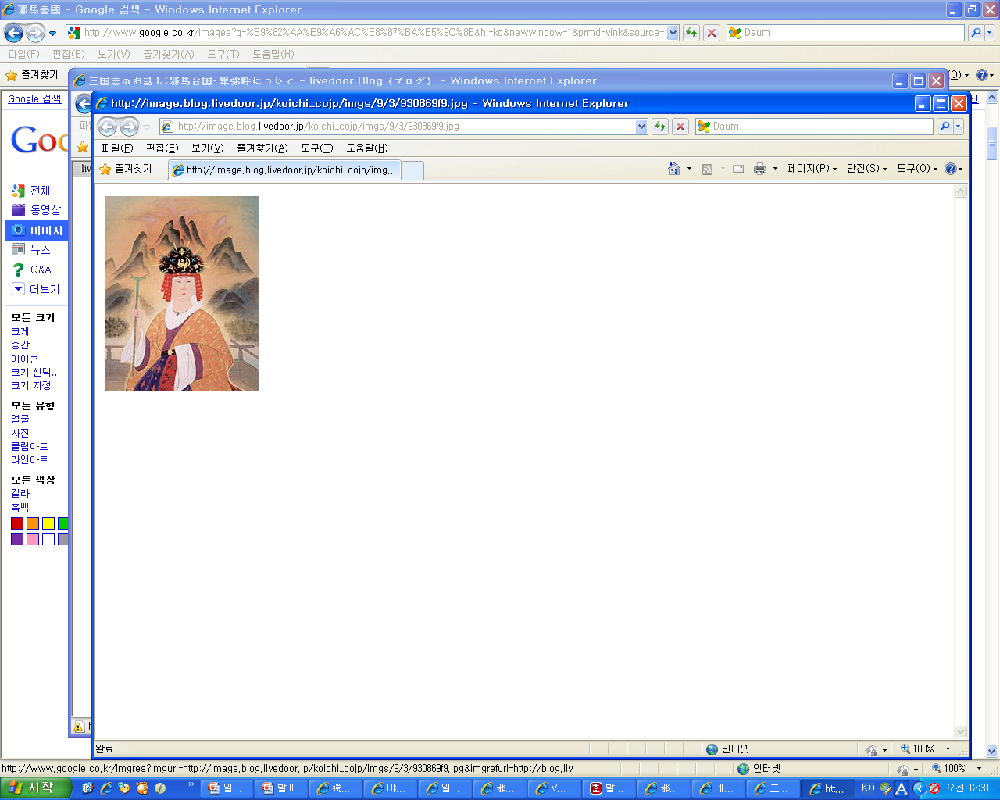 邪馬臺國 - Google 검색 - Windows Internet Explorer
http://www.google.co.kr/images?q=%E9%82%AA%E9%A6%AC%E8%87%BA%E5%9C%8B&hl=ko&newwindow=1&prmd=vink&source=
Daum
파일(F) 편집(E) 보기(V) 즐겨찾기(A) 도구(T) 도움말(H)
즐겨찾기
三国志のお話し:邪馬台国・卑弥呼について - livedoor Blog (ブログ) - Windows Internet Explorer
(O)
Google 검색
인
http://image.blog.livedoor.jp/koichi_cojp/imgs/9/3/930869f9.jpg - Windows Internet Explorer
http://image.blog.livedoor.jp/koichi_cojp/imgs/9/3/930869f9.jpg
Daum
파일(F) 편집(E) 보기(V) 즐겨찾기(A) 도구(T) 도움말(H)
즐겨찾기
http://image.blog.livedoor.jp/koichi_cojp/img...
페이지(P) 안전(S) 도구(O)
Goo
전체
동영상
이미지
뉴스
Q&A
더보기
모든 크기
크게
중간
아이콘
크기 선택...
크기 지정
모든 유형
얼굴
사진
클립아트
라인아트
모든 색상
칼라
흑백
완료
인터넷
100%
http://www.google.co.kr/imgres?imgurl=http://image.blog.livedoor.jp/koichi_cojp/imgs/9/3/930869f9.jpg&imgrefurl=http://blog.liv
인터넷
100%
시작
일...
발표
獨...
야...
일...
邪...
V...
발...
邪...
네...
三...
htt...
KO
A
오전 12:31